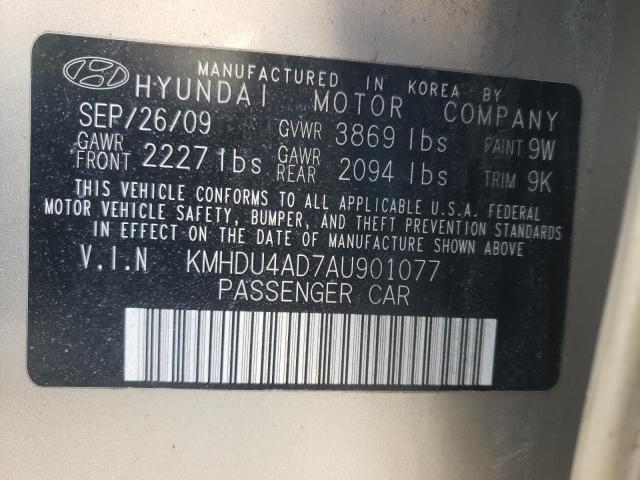 MANUFACTURED IN KOREA BY
HYUNDAI MOTOR COMPANY
SEP/26/09 GVWR 3869 lbs PAINT 9W
GAWR FRONT 2227 lbs GAWR REAR 2094 lbs TRIM 9K
THIS VEHICLE CONFORMS TO ALL APPLICABLE U.S.A. FEDERAL
MOTOR VEHICLE SAFETY, BUMPER, AND THEFT PREVENTION STANDARDS
IN EFFECT ON THE DATE OF MANUFACTURE SHOWN ABOVE
V.I.N KMHDU4AD7AU901077
PASSENGER CAR